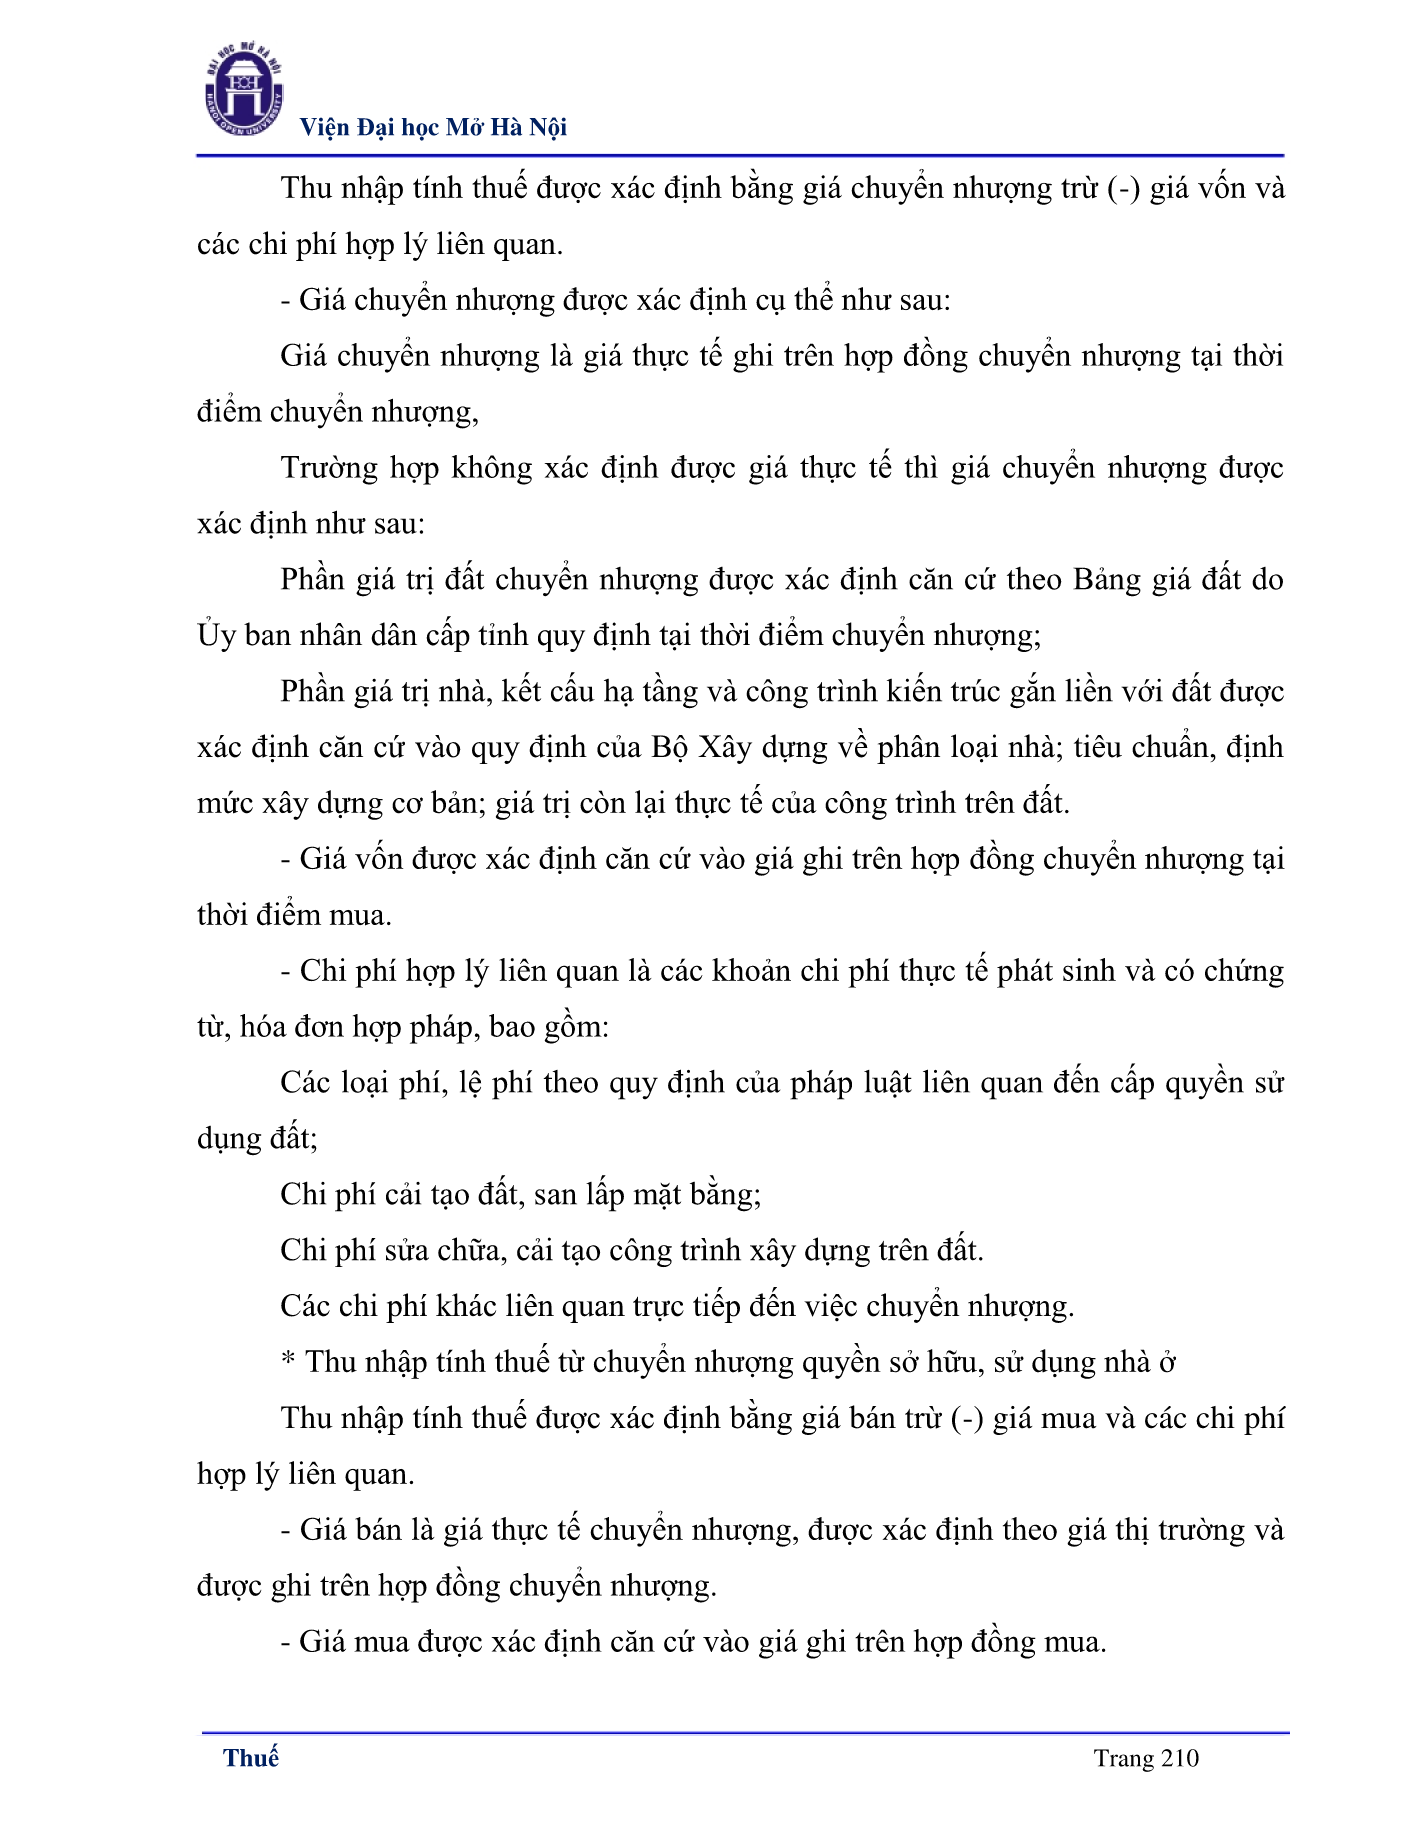 ĐẠI HỌC MỞ HÀ NỘI
HANOI OPEN UNIVERSITY
Viện Đại học Mở Hà Nội
Thu nhập tính thuế được xác định bằng giá chuyển nhượng trừ (-) giá vốn và
các chi phí hợp lý liên quan.
- Giá chuyển nhượng được xác định cụ thể như sau:
Giá chuyển nhượng là giá thực tế ghi trên hợp đồng chuyển nhượng tại thời
điểm chuyển nhượng,
Trường hợp không xác định được giá thực tế thì giá chuyển nhượng được
xác định như sau:
Phần giá trị đất chuyển nhượng được xác định căn cứ theo Bảng giá đất do
Ủy ban nhân dân cấp tỉnh quy định tại thời điểm chuyển nhượng;
Phần giá trị nhà, kết cấu hạ tầng và công trình kiến trúc gắn liền với đất được
xác định căn cứ vào quy định của Bộ Xây dựng về phân loại nhà; tiêu chuẩn, định
mức xây dựng cơ bản; giá trị còn lại thực tế của công trình trên đất.
- Giá vốn được xác định căn cứ vào giá ghi trên hợp đồng chuyển nhượng tại
thời điểm mua.
- Chi phí hợp lý liên quan là các khoản chi phí thực tế phát sinh và có chứng
từ, hóa đơn hợp pháp, bao gồm:
Các loại phí, lệ phí theo quy định của pháp luật liên quan đến cấp quyền sử
dụng đất;
Chi phí cải tạo đất, san lấp mặt bằng;
Chi phí sửa chữa, cải tạo công trình xây dựng trên đất.
Các chi phí khác liên quan trực tiếp đến việc chuyển nhượng.
* Thu nhập tính thuế từ chuyển nhượng quyền sở hữu, sử dụng nhà ở
Thu nhập tính thuế được xác định bằng giá bán trừ (-) giá mua và các chi phí
hợp lý liên quan.
- Giá bán là giá thực tế chuyển nhượng, được xác định theo giá thị trường và
được ghi trên hợp đồng chuyển nhượng.
- Giá mua được xác định căn cứ vào giá ghi trên hợp đồng mua.
Thuế
Trang 210